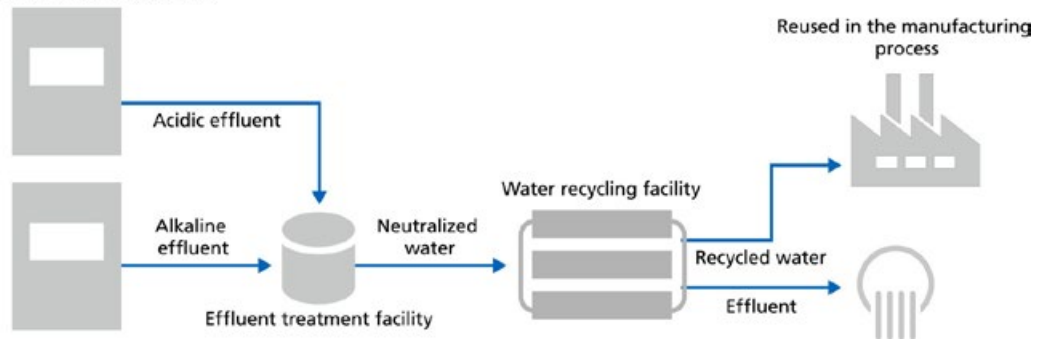 Reused in the manufacturing
process
Acidic effluent
Water recycling facility
Alkaline
effluent
Neutralized
water
Recycled water
Effluent
Effluent treatment facility